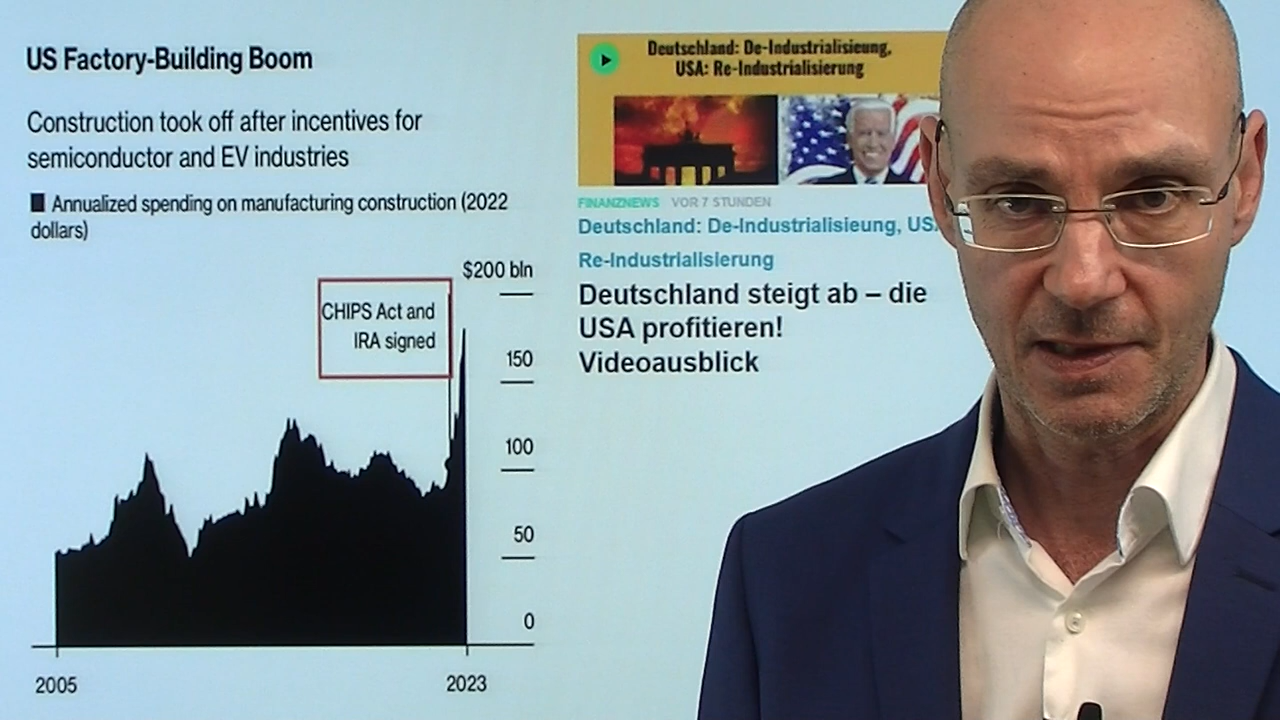 US Factory-Building Boom
Construction took off after incentives for
semiconductor and EV industries
Annualized spending on manufacturing construction (2022
dollars)
$200 bln
CHIPS Act and
IRA signed
150
100
50
0
2005
2023
Deutschland: De-Industrialisieung,
USA: Re-Industrialisierung
FINANZNEWS VOR 7 STUNDEN
Deutschland: De-Industrialisieung, USA
Re-Industrialisierung
Deutschland steigt ab – die
USA profitieren!
Videoausblick